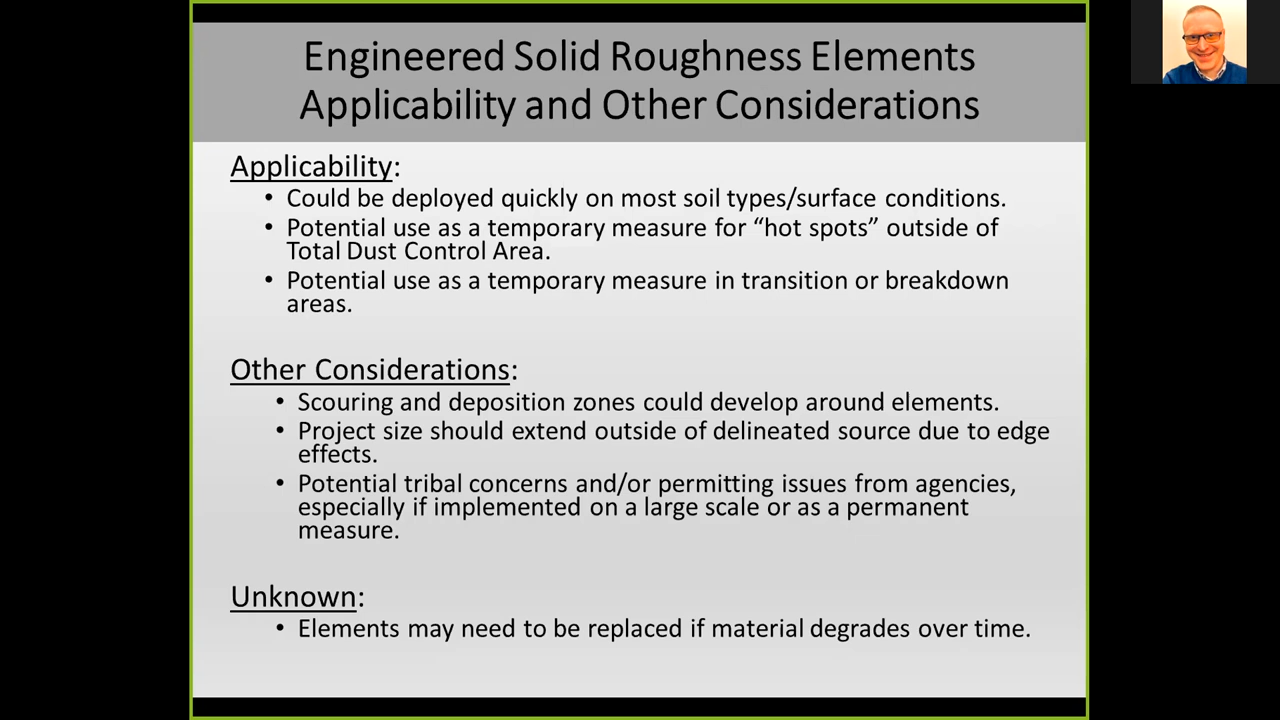 Engineered Solid Roughness Elements
Applicability and Other Considerations
Applicability:
• Could be deployed quickly on most soil types/surface conditions.
• Potential use as a temporary measure for “hot spots” outside of
Total Dust Control Area.
• Potential use as a temporary measure in transition or breakdown
areas.
Other Considerations:
• Scouring and deposition zones could develop around elements.
• Project size should extend outside of delineated source due to edge
effects.
• Potential tribal concerns and/or permitting issues from agencies,
especially if implemented on a large scale or as a permanent
measure.
Unknown:
• Elements may need to be replaced if material degrades over time.